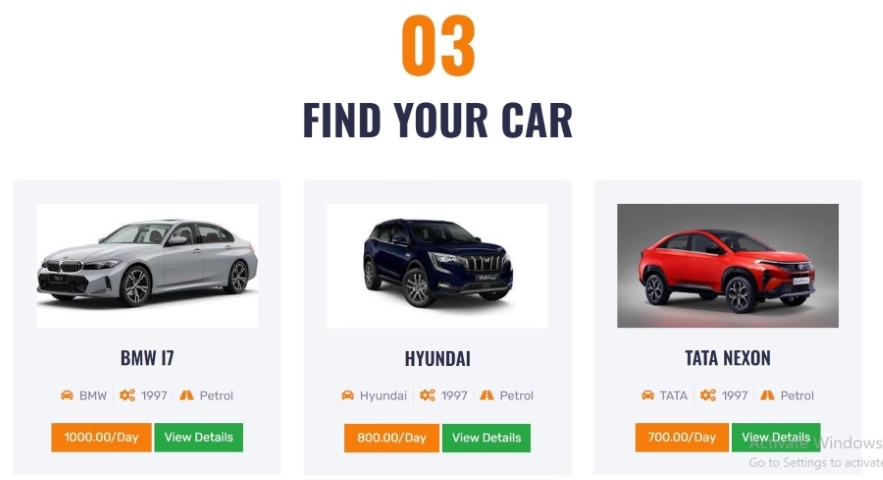 03
FIND YOUR CAR
BMW I7
BMW 1997 Petrol
1000.00/Day View Details
HYUNDAI
Hyundai 1997 Petrol
800.00/Day View Details
TATA NEXON
TATA 1997 Petrol
700.00/Day View Details
Activate Windows
Go to Settings to activate